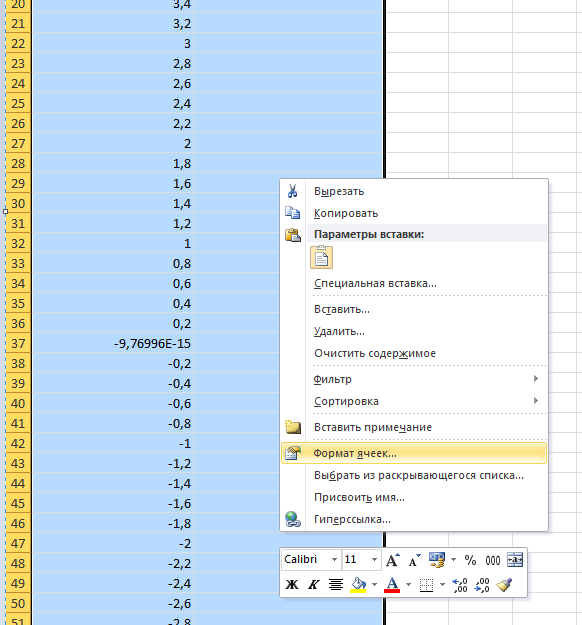 20 3,4
21 3,2
22 3
23 2,8
24 2,6
25 2,4
26 2,2
27 2
28 1,8
29 1,6
30 1,4
31 1,2
32 1
33 0,8
34 0,6
35 0,4
36 0,2
37 -9,76996E-15
38 -0,2
39 -0,4
40 -0,6
41 -0,8
42 -1
43 -1,2
44 -1,4
45 -1,6
46 -1,8
47 -2
48 -2,2
49 -2,4
50 -2,6
51 -2,8
Вырезать
Копировать
Параметры вставки:
Специальная вставка...
Вставить...
Удалить...
Очистить содержимое
Фильтр
Сортировка
Вставить примечание
Формат ячеек...
Выбрать из раскрывающегося списка...
Присвоить имя...
Гиперссылка...
Calibri 11 A A % 000 a
Ж К A ,0 ,00 ,00 ,0